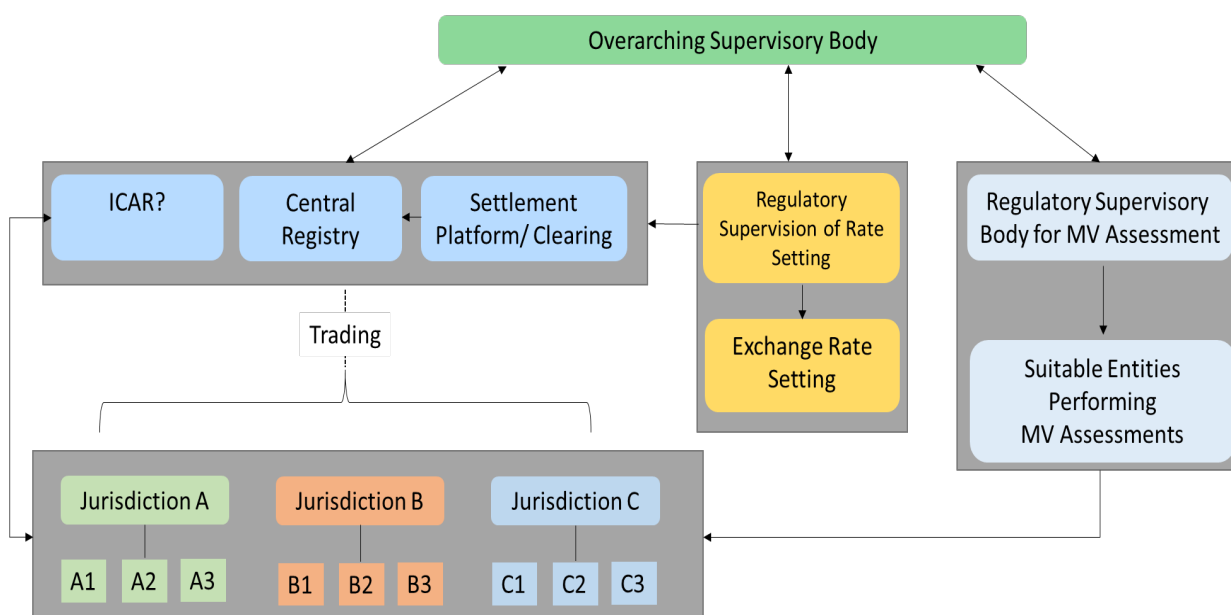 Overarching Supervisory Body
ICAR?
Central
Registry
Settlement
Platform/ Clearing
Regulatory
Supervision of Rate
Setting
Exchange Rate
Setting
Regulatory Supervisory
Body for MV Assessment
Suitable Entities
Performing
MV Assessments
Trading
Jurisdiction A
Jurisdiction B
Jurisdiction C
A1
A2
A3
B1
B2
B3
C1
C2
C3